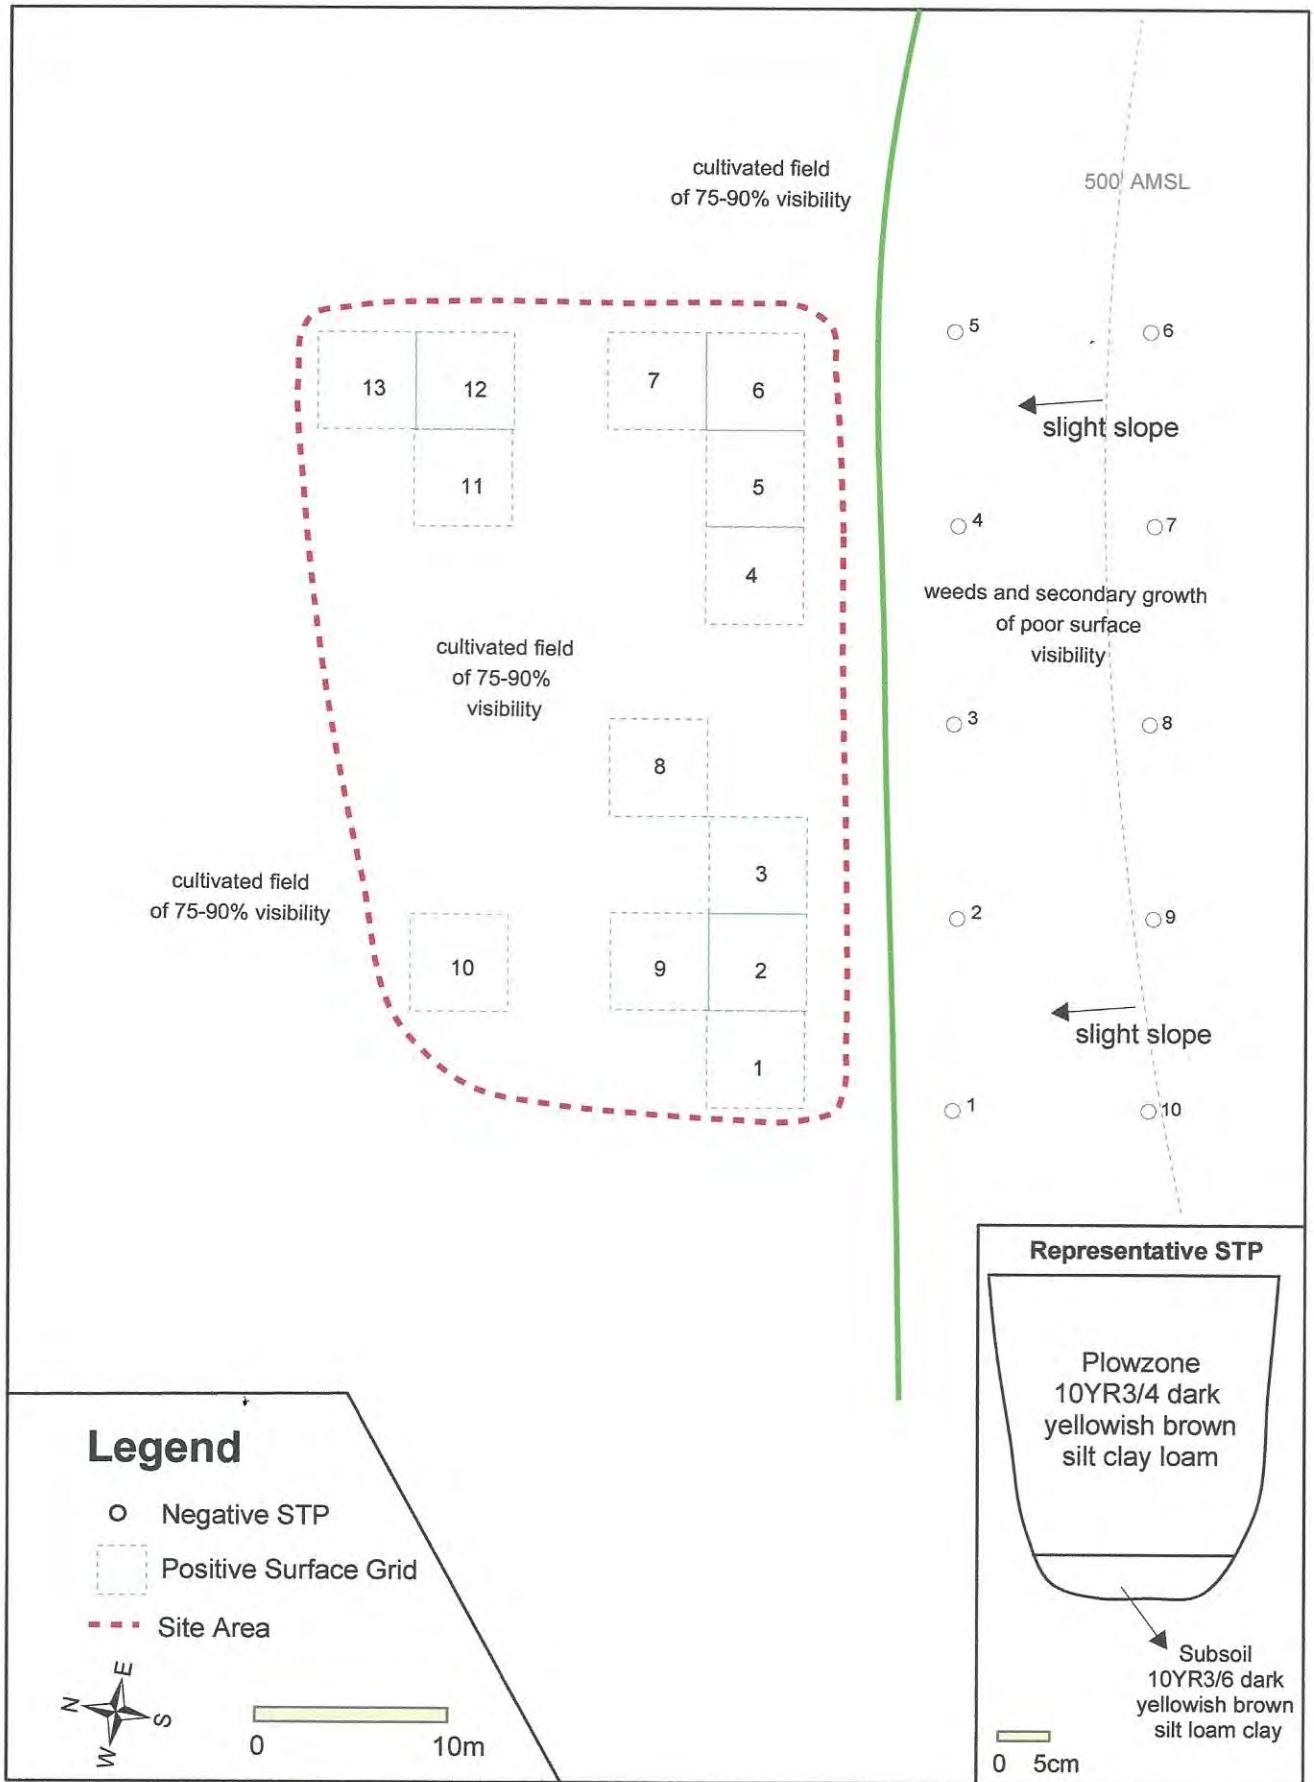 cultivated field
of 75-90% visibility
500' AMSL
5
6
13
12
7
6
slight slope
11
5
4
7
4
weeds and secondary growth
of poor surface
visibility
cultivated field
of 75-90%
visibility
3
8
8
3
cultivated field
of 75-90% visibility
2
9
10
9
2
slight slope
1
1
10
Representative STP
Plowzone
10YR3/4 dark
yellowish brown
silt clay loam
Subsoil
10YR3/6 dark
yellowish brown
silt loam clay
0 5cm
Legend
Negative STP
Positive Surface Grid
Site Area
E
N
S
W
0 10m